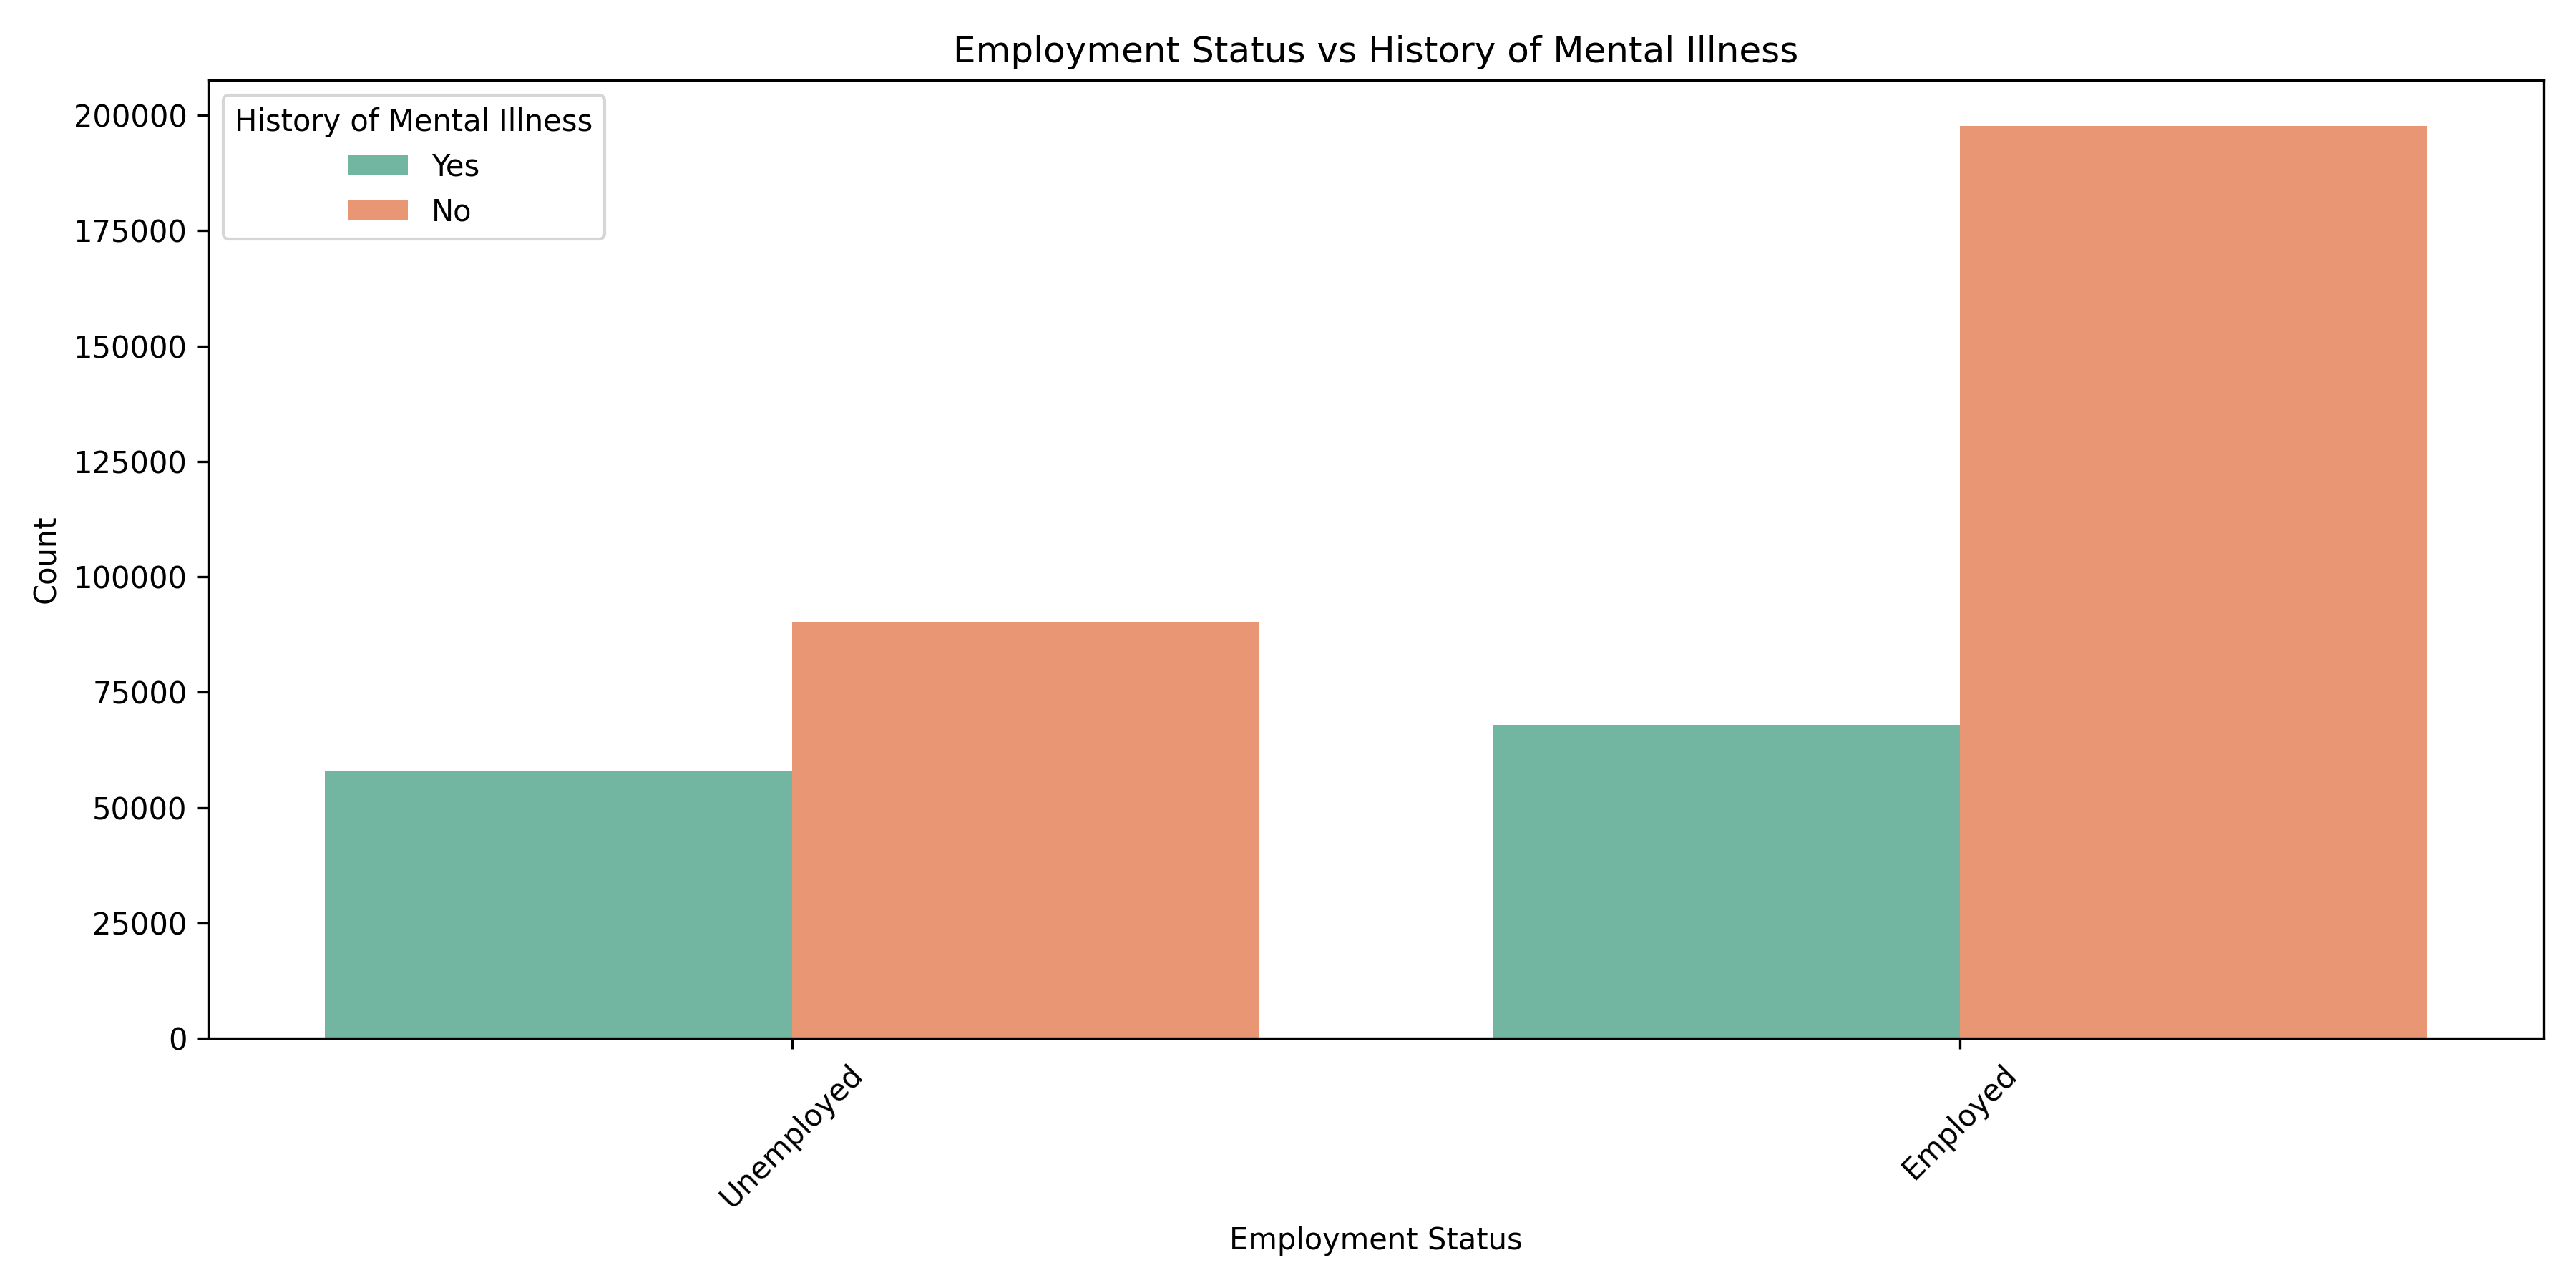 Employment Status vs History of Mental Illness
History of Mental Illness
Yes
No
200000
175000
150000
125000
100000
75000
50000
25000
0
Count
Unemployed
Employed
Employment Status